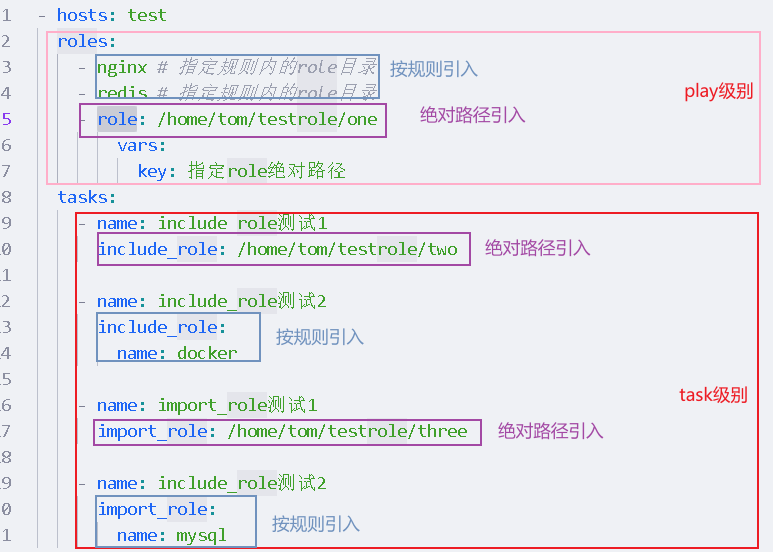 1 - hosts: test
2 roles:
3 - nginx # 指定规则内的role目录 按规则引入
4 - redis # 指定规则内的role目录
play级别
5 - role: /home/tom/testrole/one 绝对路径引入
6 vars:
7 key: 指定role绝对路径
8 tasks:
9 - name: include_role测试1
0 include_role: /home/tom/testrole/two 绝对路径引入
1
2 - name: include_role测试2
3 include_role: 按规则引入
4 name: docker
5
task级别
6 - name: import_role测试1
7 import_role: /home/tom/testrole/three 绝对路径引入
8
9 - name: include_role测试2
0 import_role: 按规则引入
1 name: mysql